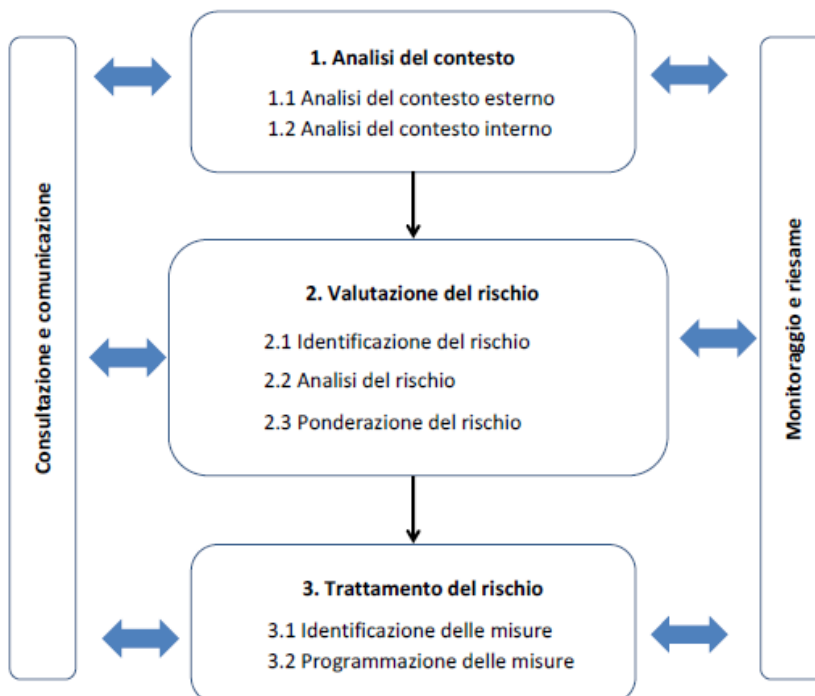 Consultazione e comunicazione
1. Analisi del contesto
1.1 Analisi del contesto esterno
1.2 Analisi del contesto interno
2. Valutazione del rischio
2.1 Identificazione del rischio
2.2 Analisi del rischio
2.3 Ponderazione del rischio
3. Trattamento del rischio
3.1 Identificazione delle misure
3.2 Programmazione delle misure
Monitoraggio e riesame